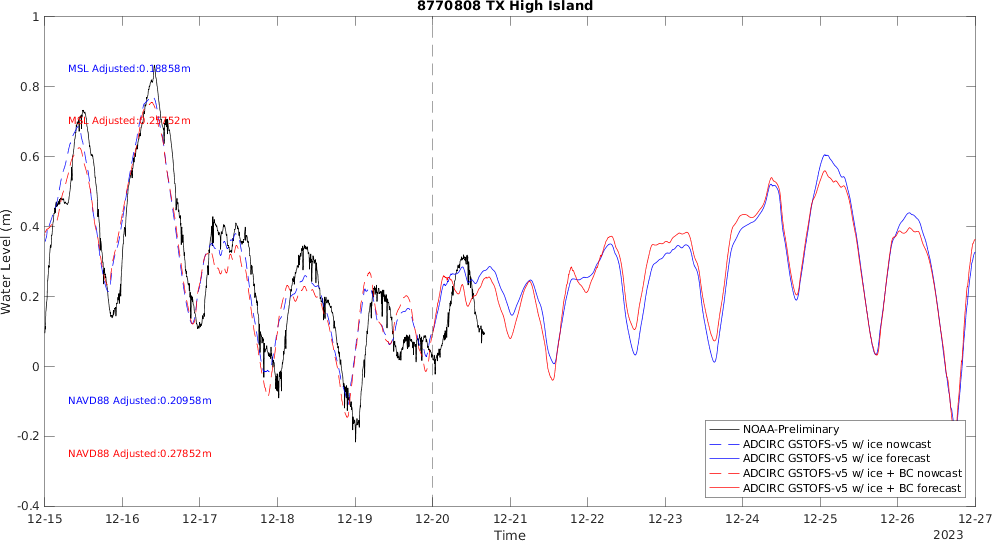 8770808 TX High Island
Water Level (m)
1
0.8
0.6
0.4
0.2
0
-0.2
-0.4
MSL Adjusted:0.18858m
MSL
NAVD88 Adjusted:0.20958m
NAVD88 Adjusted:0.27852m
NOAA-Preliminary
ADCIRC GSTOFS-v5 w/ ice nowcast
ADCIRC GSTOFS-v5 w/ ice forecast
ADCIRC GSTOFS-v5 w/ ice + BC nowcast
ADCIRC GSTOFS-v5 w/ ice + BC forecast
12-15 12-16 12-17 12-18 12-19 12-20 12-21 12-22 12-23 12-24 12-25 12-26 12-27
Time
2023